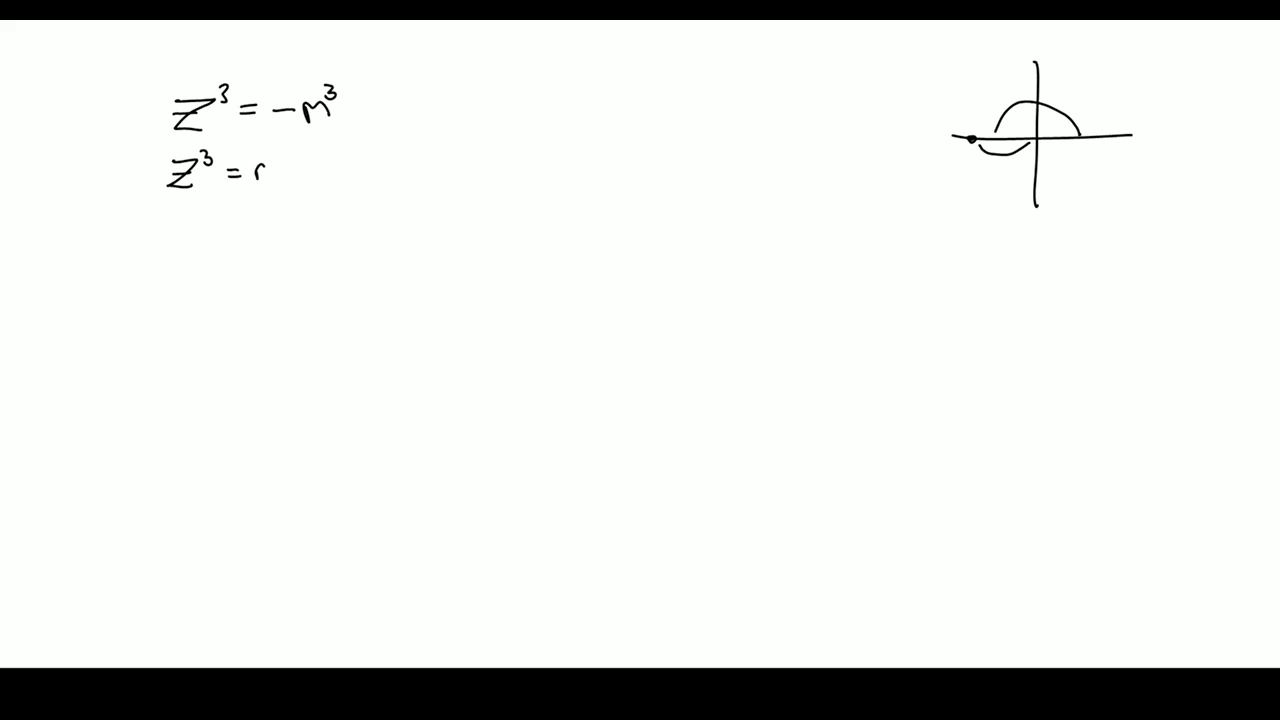 Z³ = -m³
Z³ = r